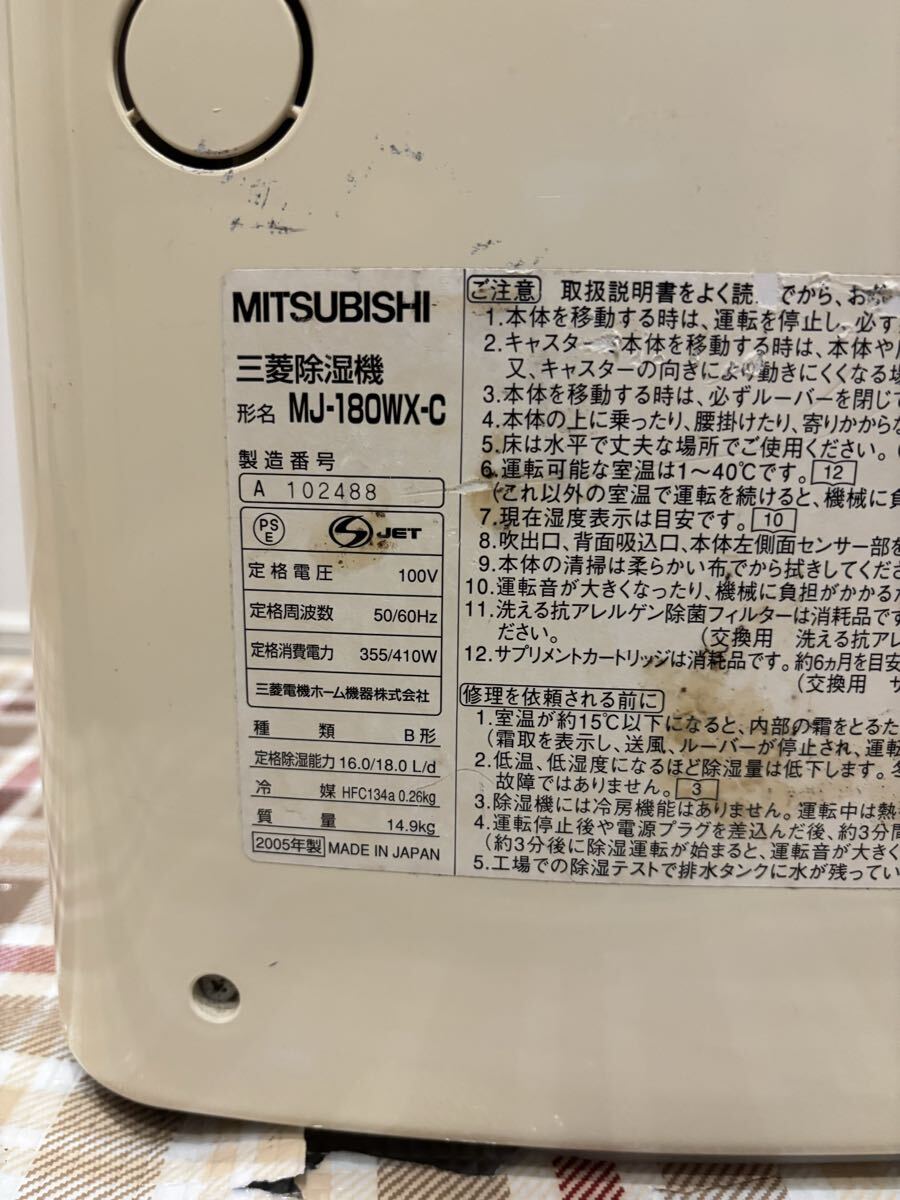 MITSUBISHI
三菱除湿機
形名 MJ-180WX-C
製造番号
A 102488
PS E JET
定格電圧 100V
定格周波数 50/60Hz
定格消費電力 355/410W
三菱電機ホーム機器株式会社
種類 B形
定格除湿能力 16.0/18.0 L/d
冷媒 HFC134a 0.26kg
質量 14.9kg
2005年製 MADE IN JAPAN
ご注意 取扱説明書をよく読 でから、お
1.本体を移動する時は、運転を停止し、必ず
2.キャスター 本体を移動する時は、本体や
又、キャスターの向きにより動きにくくなる場
3.本体を移動する時は、必ずルーバーを閉じて
4.本体の上に乗ったり、腰掛けたり、寄りかからな
5.床は水平で丈夫な場所でご使用ください。(
6.運転可能な室温は1～40℃です。12
(これ以外の室温で運転を続けると、機械に負
7.現在湿度表示は目安です。10
8.吹出口、背面吸込口、本体左側面センサー部を
9.本体の清掃は柔らかい布でから拭きしてくださ
10.運転音が大きくなったり、機械に負担がかかるた
11.洗える抗アレルゲン除菌フィルターは消耗品です
ださい。 (交換用 洗える抗アレ
12.サプリメントカートリッジは消耗品です。約6ヵ月を目安
(交換用 サ
修理を依頼される前に
1.室温が約15℃以下になると、内部の霜をとるた
(霜取を表示し、送風、ルーバーが停止され、運転
2.低温、低湿度になるほど除湿量は低下します。冬
故障ではありません。3
3.除湿機には冷房機能はありません。運転中は熱
4.運転停止後や電源プラグを差込んだ後、約3分間
(約3分後に除湿運転が始まると、運転音が大きく
5.工場での除湿テストで排水タンクに水が残ってい